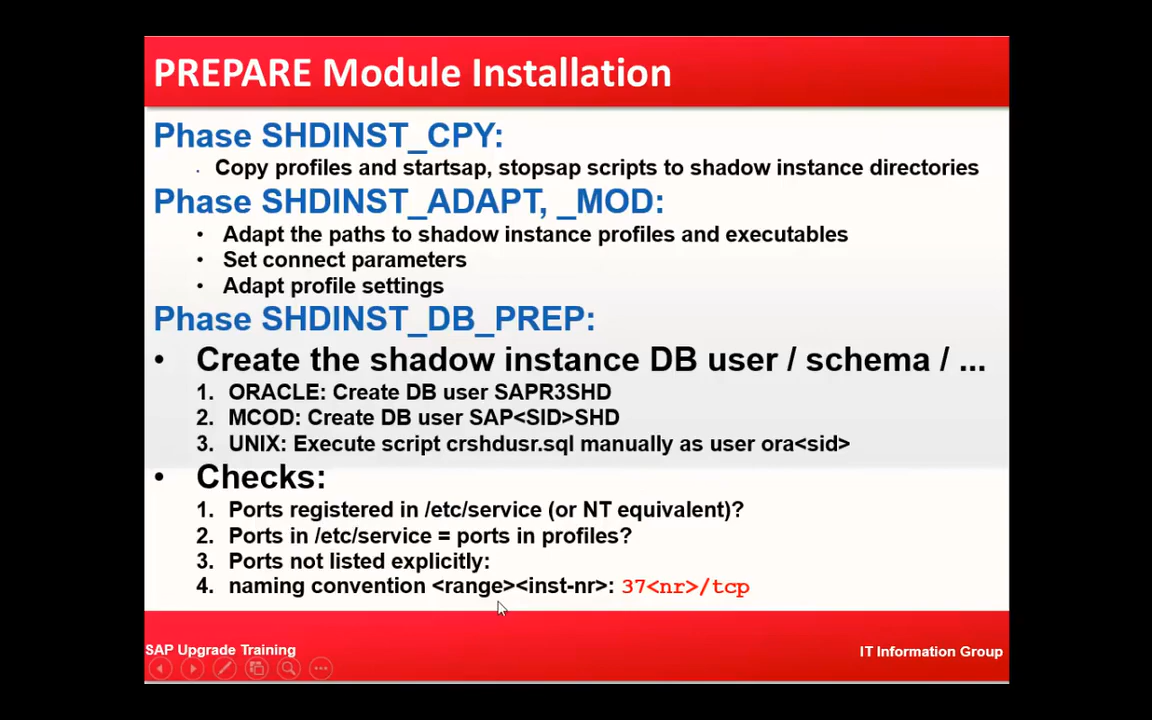 PREPARE Module Installation
Phase SHDINST_CPY:
· Copy profiles and startsap, stopsap scripts to shadow instance directories
Phase SHDINST_ADAPT, _MOD:
• Adapt the paths to shadow instance profiles and executables
• Set connect parameters
• Adapt profile settings
Phase SHDINST_DB_PREP:
• Create the shadow instance DB user / schema / ...
1. ORACLE: Create DB user SAPR3SHD
2. MCOD: Create DB user SAP<SID>SHD
3. UNIX: Execute script crshdusr.sql manually as user ora<sid>
• Checks:
1. Ports registered in /etc/service (or NT equivalent)?
2. Ports in /etc/service = ports in profiles?
3. Ports not listed explicitly:
4. naming convention <range><inst-nr>: 37<nr>/tcp
SAP Upgrade Training
IT Information Group